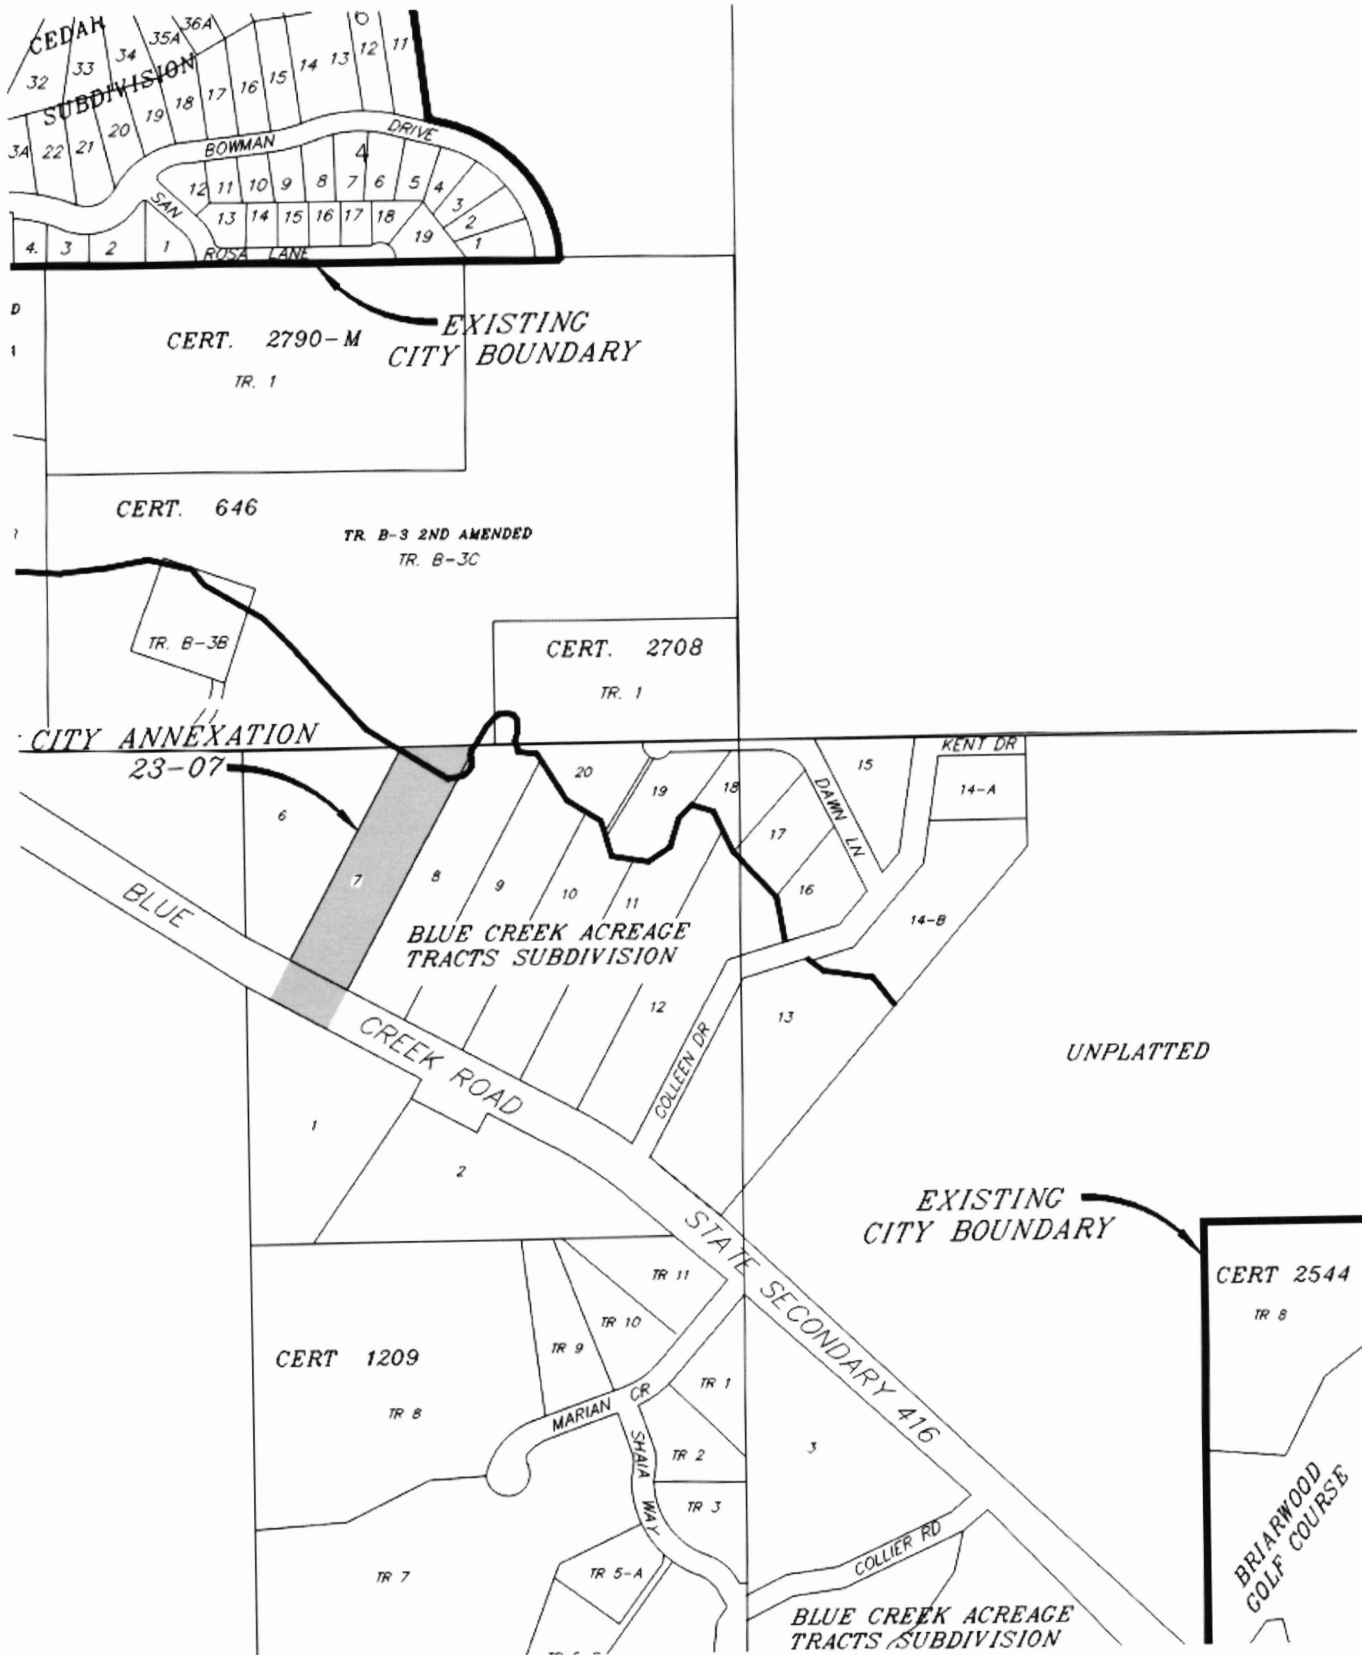 CEDAR
SUBDIVISION
32
33
34
35A
36A
6
3A
22
21
20
19
18
17
16
15
14
13
12
11
BOWMAN DRIVE
4
12
11
10
9
8
7
6
5
4
3
2
1
SAN
13
14
15
16
17
18
19
4.
3
2
1
ROSA LANE
EXISTING
CITY BOUNDARY
CERT. 2790-M
TR. 1
D
CERT. 646
TR. B-3 2ND AMENDED
TR. B-3C
TR. B-3B
CERT. 2708
TR. 1
CITY ANNEXATION
23-07
6
7
8
9
10
11
12
20
19
18
17
16
15
DAWN LN
KENT DR
14-A
14-B
13
BLUE CREEK ACREAGE
TRACTS SUBDIVISION
COLLEEN DR
BLUE CREEK ROAD
UNPLATTED
1
2
STATE SECONDARY 416
EXISTING
CITY BOUNDARY
CERT 2544
TR 8
CERT 1209
TR 8
TR 9
TR 10
TR 11
TR 1
TR 2
TR 3
MARIAN CR
SHAIA WAY
3
COLLIER RD
TR 7
TR 5-A
BRIARWOOD
GOLF COURSE
BLUE CREEK ACREAGE
TRACTS SUBDIVISION